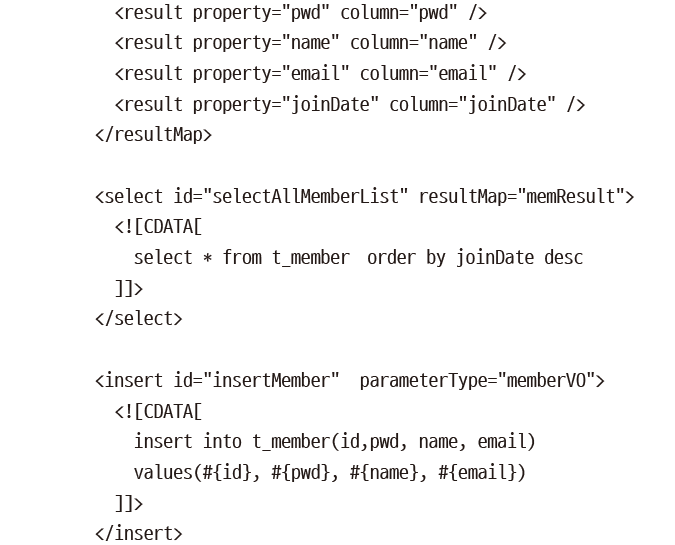 <result property="pwd" column="pwd" />
<result property="name" column="name" />
<result property="email" column="email" />
<result property="joinDate" column="joinDate" />
</resultMap>
<select id="selectAllMemberList" resultMap="memResult">
<![CDATA[
select * from t_member  order by joinDate desc
]]>
</select>
<insert id="insertMember"  parameterType="memberVO">
<![CDATA[
insert into t_member(id,pwd, name, email)
values(#{id}, #{pwd}, #{name}, #{email})
]]>
</insert>